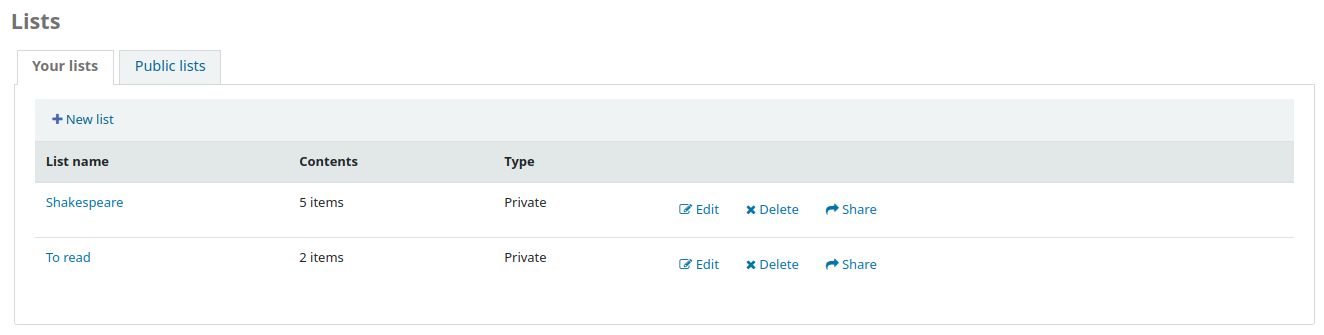 Lists
Your lists Public lists
New list
List name Contents Type
Shakespeare 5 items Private Edit Delete Share
To read 2 items Private Edit Delete Share